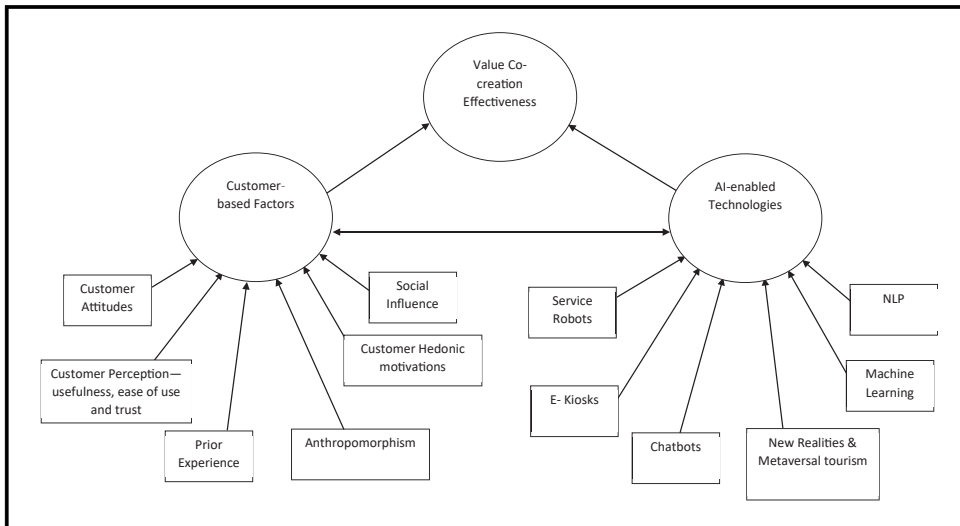 Value Co-
creation
Effectiveness
Customer-
based Factors
AI-enabled
Technologies
Customer
Attitudes
Social
Influence
Service
Robots
NLP
Customer Perception—
usefulness, ease of use
and trust
Customer Hedonic
motivations
E- Kiosks
Machine
Learning
Prior
Experience
Anthropomorphism
Chatbots
New Realities &
Metaversal tourism